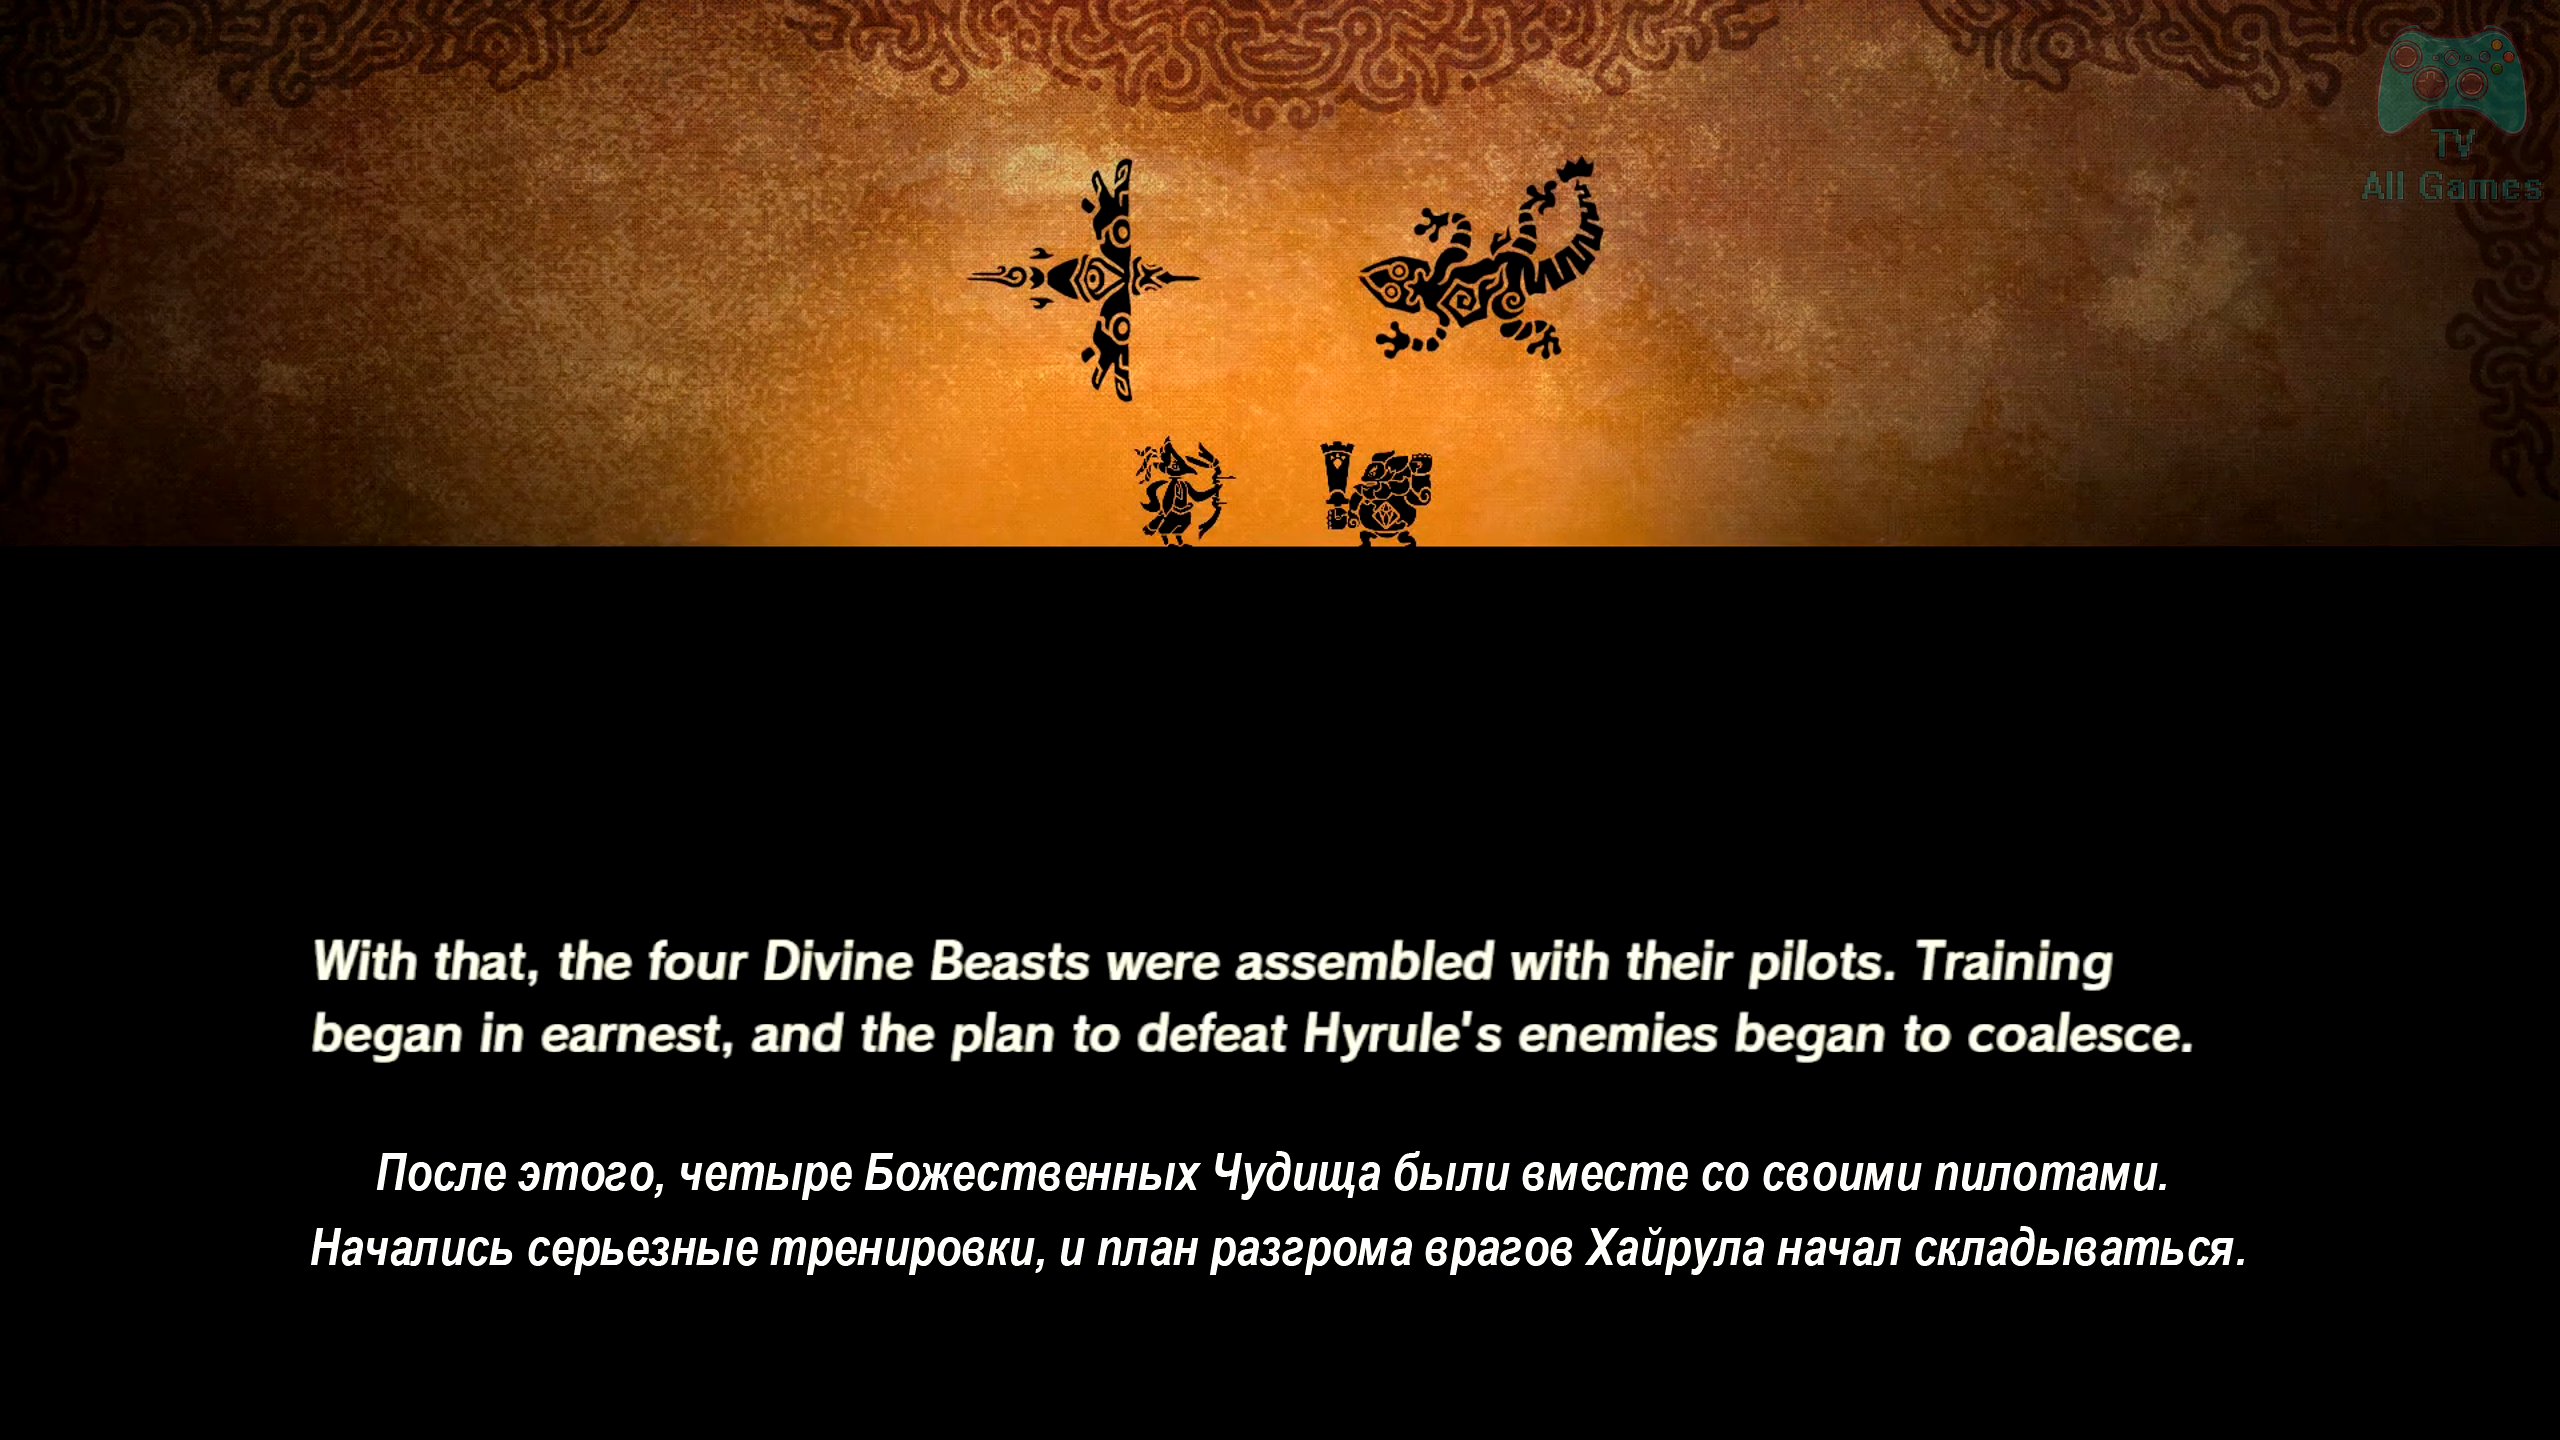 TV
All Games
With that, the four Divine Beasts were assembled with their pilots. Training
began in earnest, and the plan to defeat Hyrule's enemies began to coalesce.
После этого, четыре Божественных Чудища были вместе со своими пилотами.
Начались серьезные тренировки, и план разгрома врагов Хайрула начал складываться.